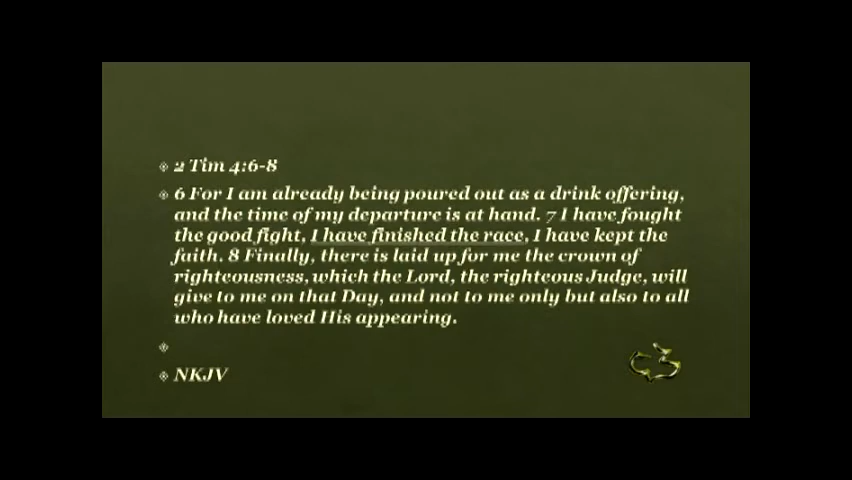 2 Tim 4:6-8
6 For I am already being poured out as a drink offering,
and the time of my departure is at hand. 7 I have fought
the good fight, I have finished the race, I have kept the
faith. 8 Finally, there is laid up for me the crown of
righteousness, which the Lord, the righteous Judge, will
give to me on that Day, and not to me only but also to all
who have loved His appearing.
NKJV